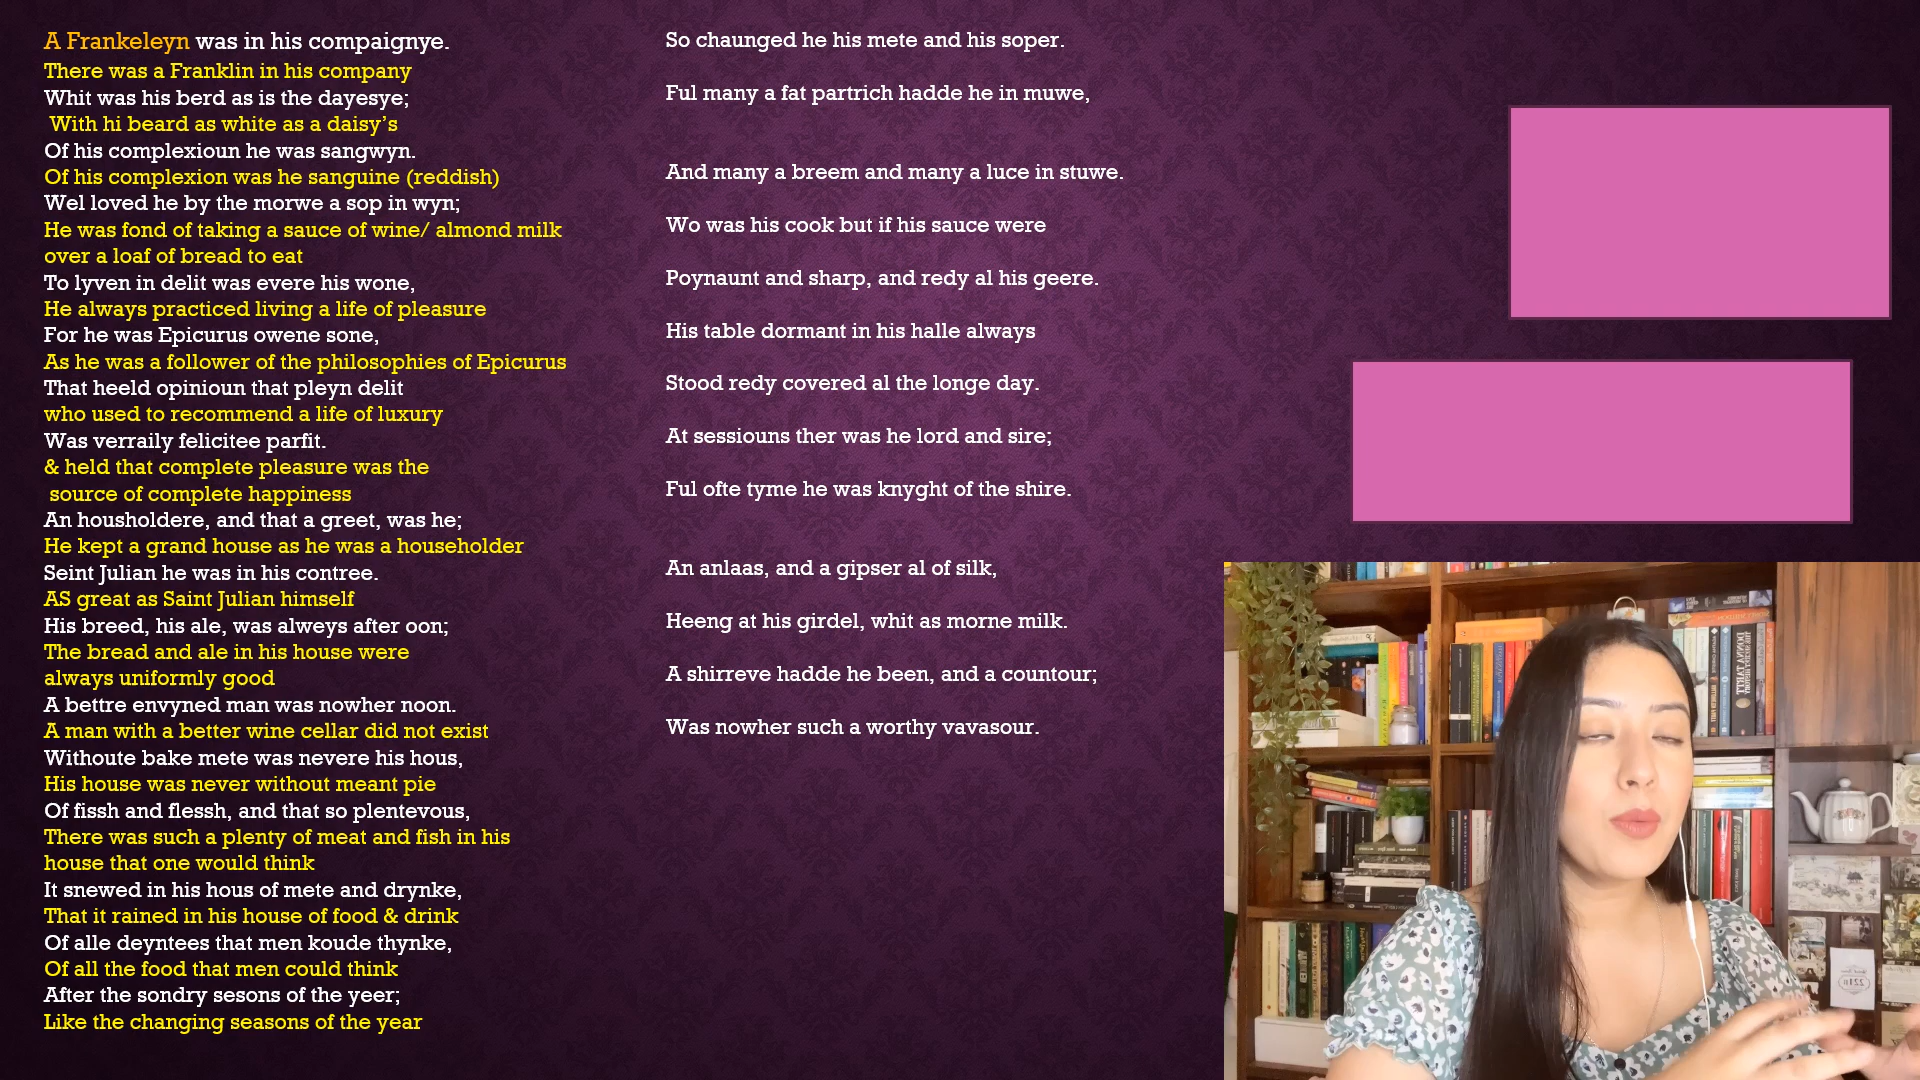 A Frankeleyn was in his compaignye.
There was a Franklin in his company
Whit was his berd as is the dayesye;
With hi beard as white as a daisy's
Of his complexioun he was sangwyn.
Of his complexion was he sanguine (reddish)
Wel loved he by the morwe a sop in wyn;
He was fond of taking a sauce of wine/ almond milk
over a loaf of bread to eat
To lyven in delit was evere his wone,
He always practiced living a life of pleasure
For he was Epicurus owene sone,
As he was a follower of the philosophies of Epicurus
That heeld opinioun that pleyn delit
who used to recommend a life of luxury
Was verraily felicitee parfit.
& held that complete pleasure was the
source of complete happiness
An housholdere, and that a greet, was he;
He kept a grand house as he was a householder
Seint Julian he was in his contree.
AS great as Saint Julian himself
His breed, his ale, was alweys after oon;
The bread and ale in his house were
always uniformly good
A bettre envyned man was nowher noon.
A man with a better wine cellar did not exist
Withoute bake mete was nevere his hous,
His house was never without meant pie
Of fissh and flessh, and that so plentevous,
There was such a plenty of meat and fish in his
house that one would think
It snewed in his hous of mete and drynke,
That it rained in his house of food & drink
Of alle deyntees that men koude thynke,
Of all the food that men could think
After the sondry sesons of the yeer;
Like the changing seasons of the year
So chaunged he his mete and his soper.
Ful many a fat partrich hadde he in muwe,
And many a breem and many a luce in stuwe.
Wo was his cook but if his sauce were
Poynaunt and sharp, and redy al his geere.
His table dormant in his halle always
Stood redy covered al the longe day.
At sessiouns ther was he lord and sire;
Ful ofte tyme he was knyght of the shire.
An anlaas, and a gipser al of silk,
Heeng at his girdel, whit as morne milk.
A shirreve hadde he been, and a countour;
Was nowher such a worthy vavasour.
DONNA TARTT
221B